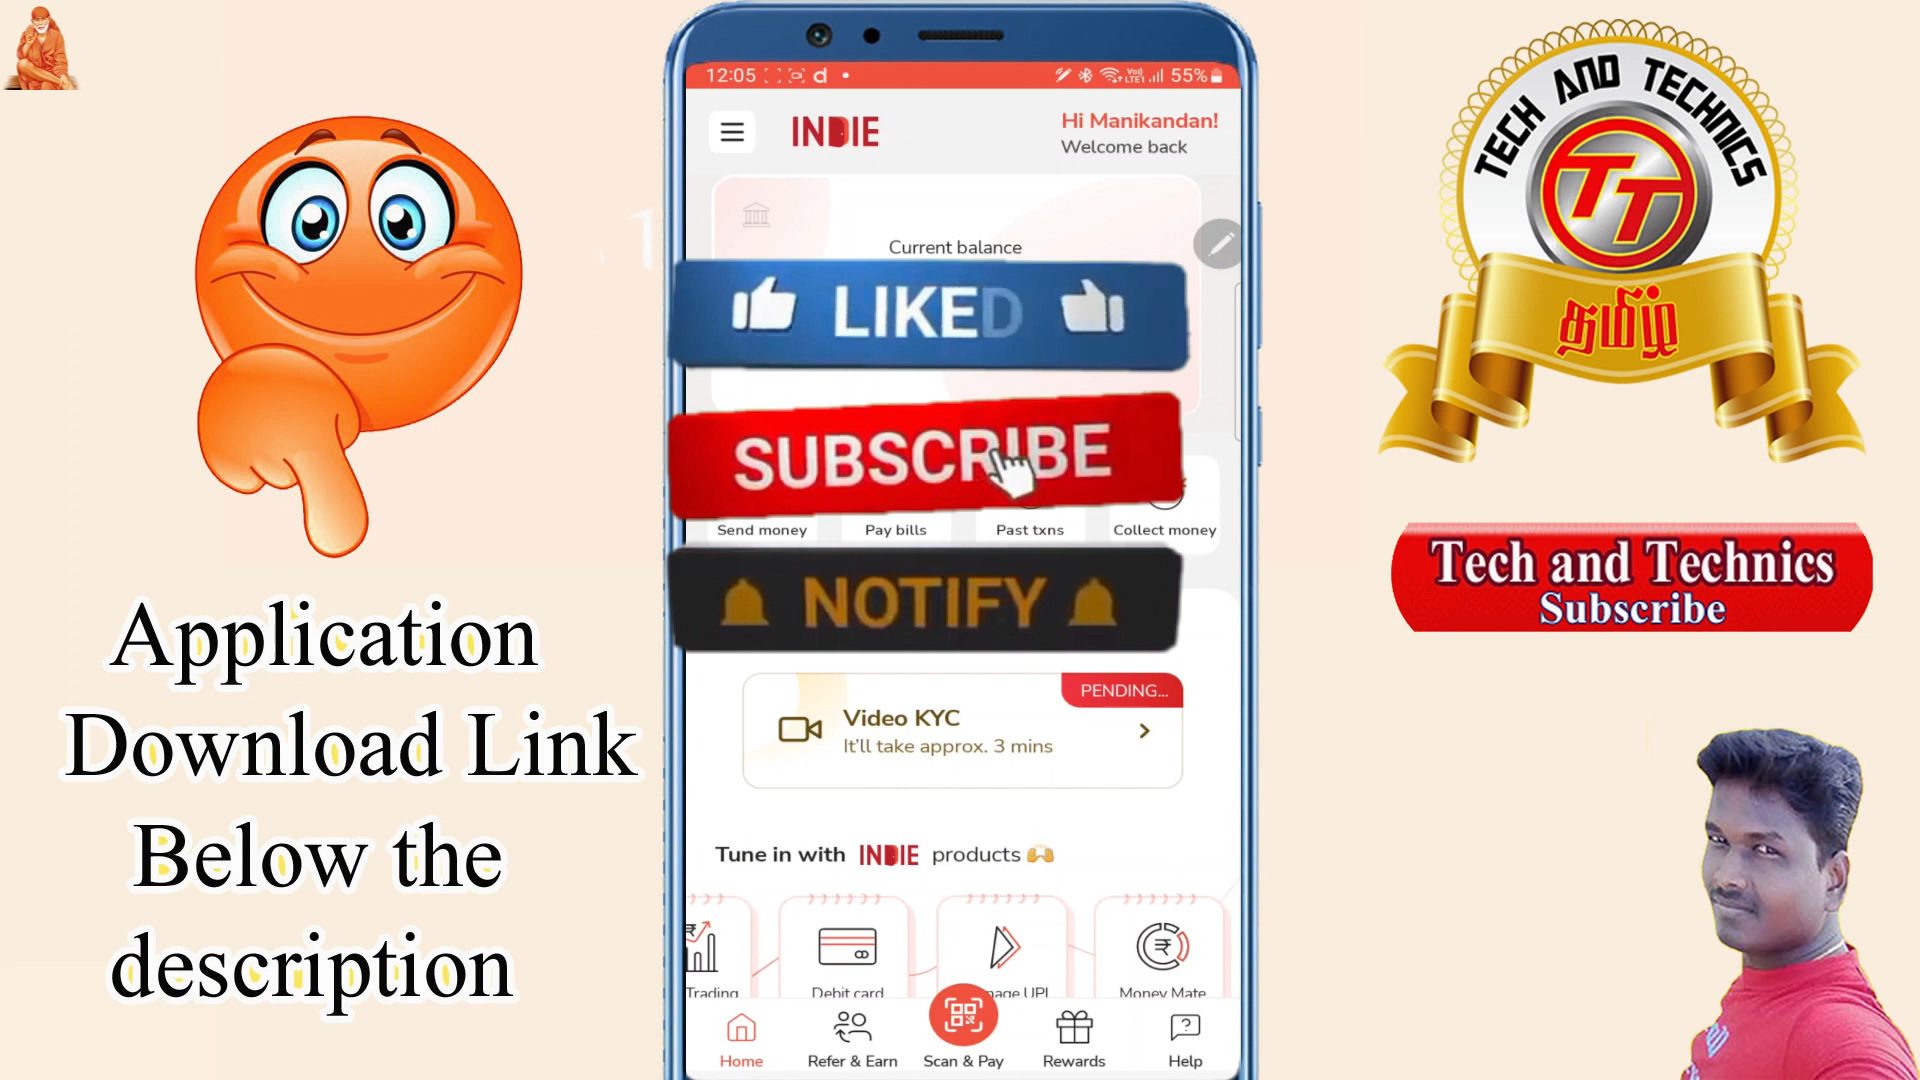 12:05
55%
INDIE
Hi Manikandan!
Welcome back
Current balance
LIKED
SUBSCRIBE
Send money
Pay bills
Past txns
Collect money
NOTIFY
PENDING...
Video KYC
It'll take approx. 3 mins
Tune in with INDIE products
Trading
Debit card
Money Mate
Home
Refer & Earn
Scan & Pay
Rewards
Help
Application
Download Link
Below the
description
TECH AND TECHNICS
TT
தமிழ்
Tech and Technics
Subscribe